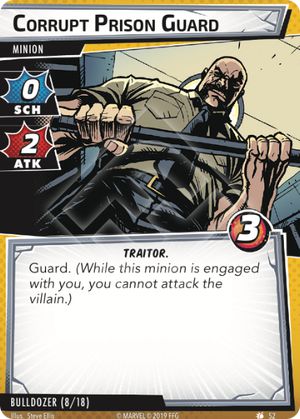 Corrupt Prison Guard
MINION
0
SCH
2
ATK
3
TRAITOR.
Guard. (While this minion is engaged
with you, you cannot attack the
villain.)
BULLDOZER (8/18)
Illus. Steve Ellis
© MARVEL © 2019 FFG
52